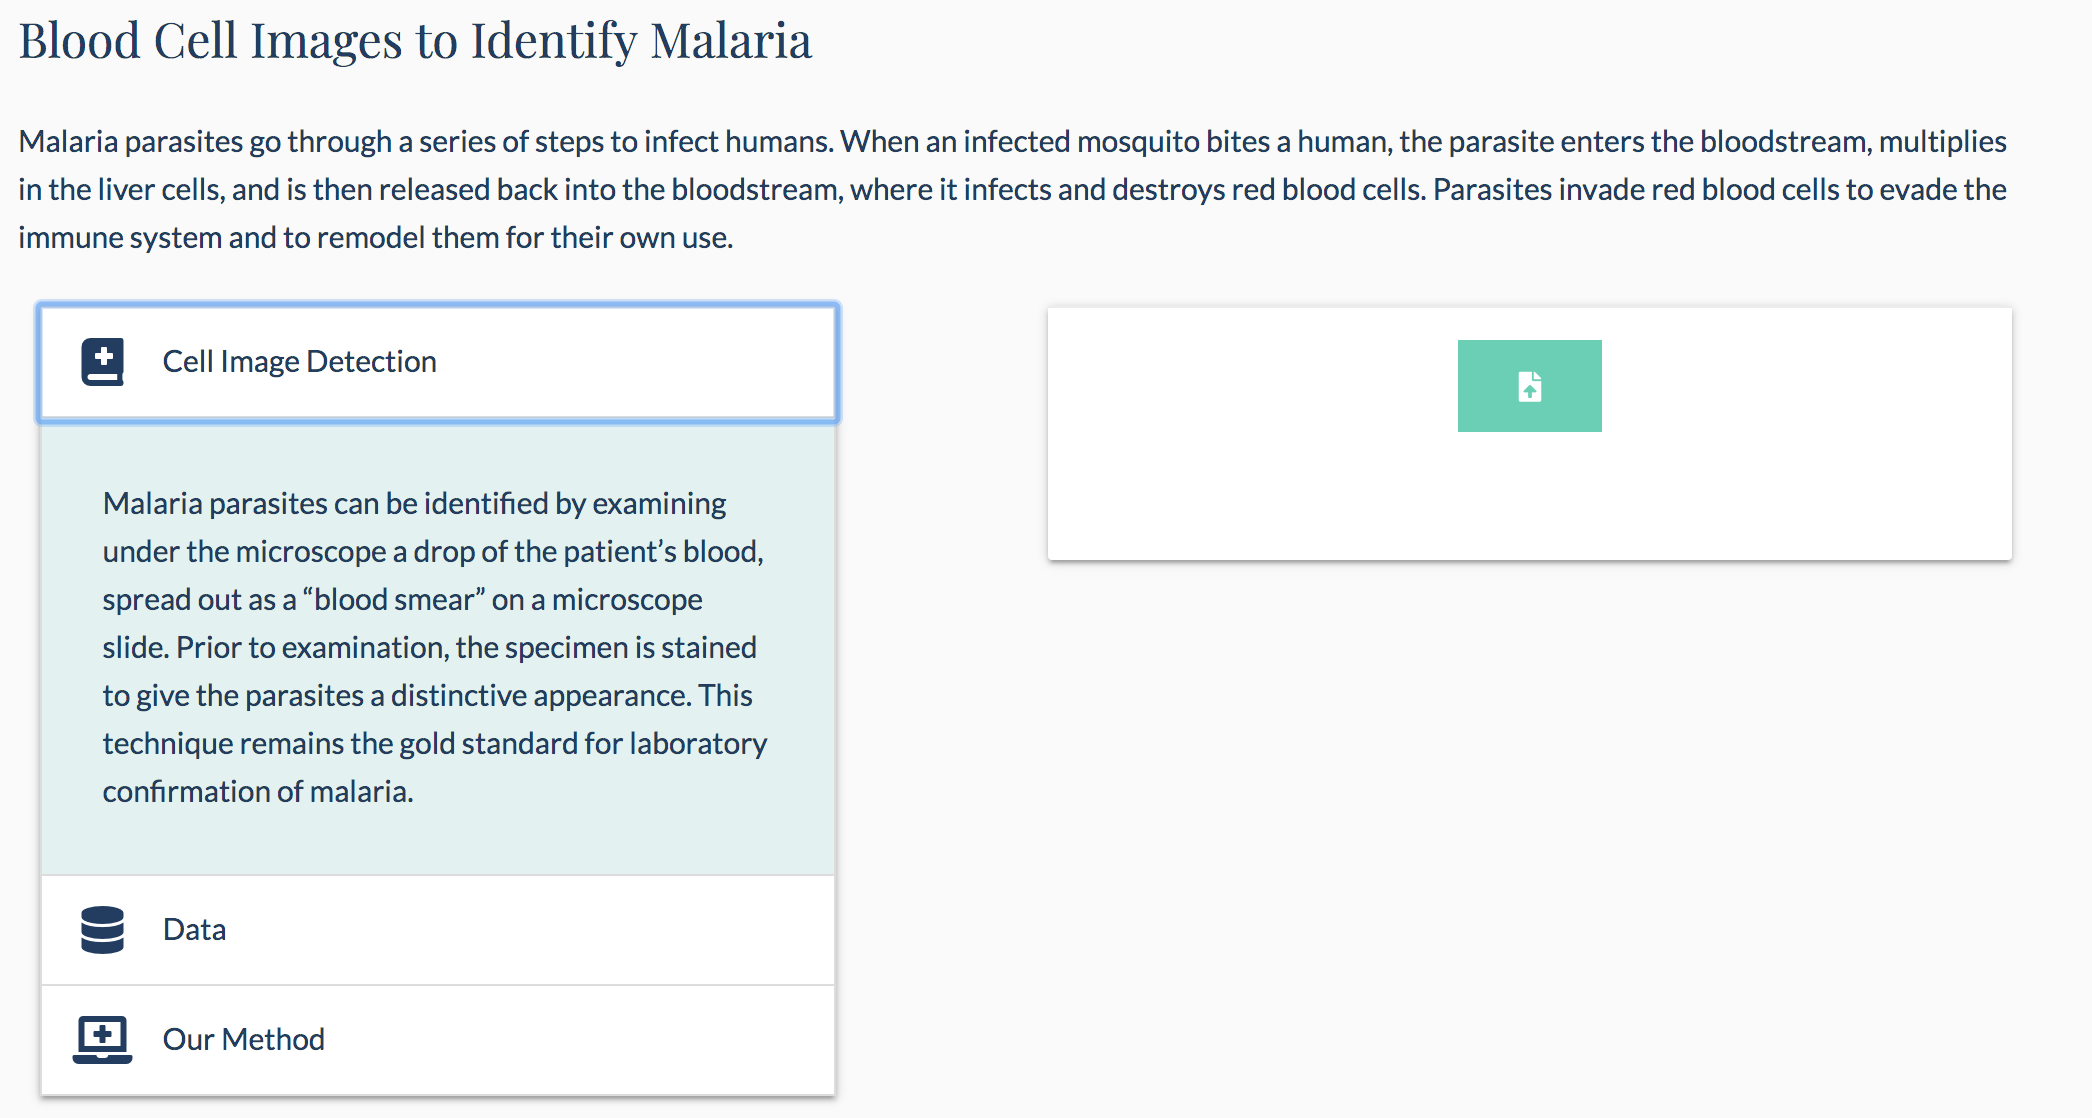 Blood Cell Images to Identify Malaria
Malaria parasites go through a series of steps to infect humans. When an infected mosquito bites a human, the parasite enters the bloodstream, multiplies
in the liver cells, and is then released back into the bloodstream, where it infects and destroys red blood cells. Parasites invade red blood cells to evade the
immune system and to remodel them for their own use.
Cell Image Detection
Malaria parasites can be identified by examining
under the microscope a drop of the patient’s blood,
spread out as a “blood smear” on a microscope
slide. Prior to examination, the specimen is stained
to give the parasites a distinctive appearance. This
technique remains the gold standard for laboratory
confirmation of malaria.
Data
Our Method